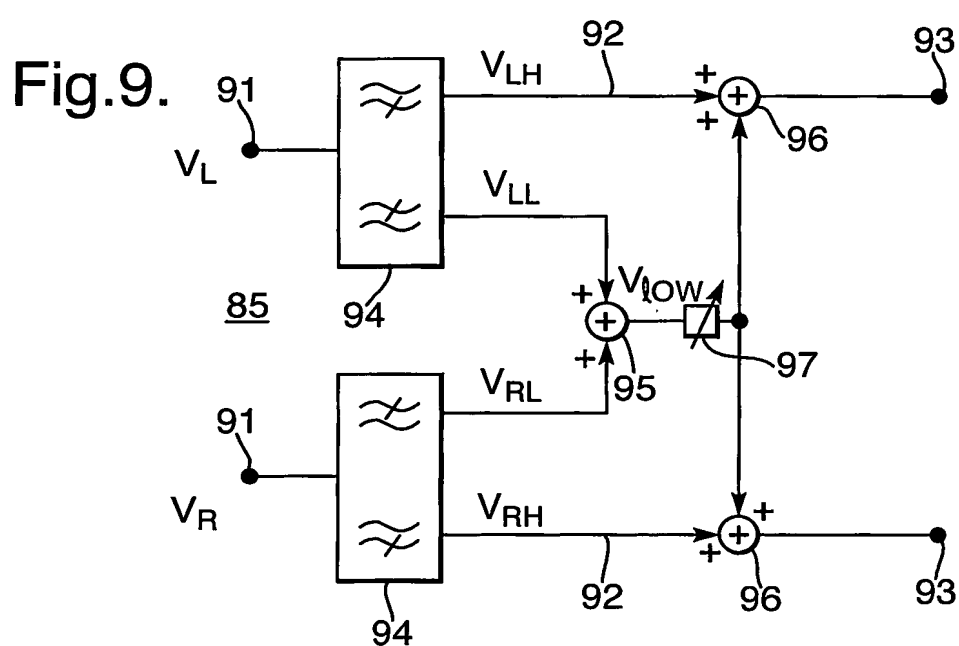 Fig.9.
92
93
91
V_LH
+
+
+
96
V_L
V_LL
85
94
V_low
+
+
+
97
95
V_RL
91
V_R
V_RH
+
+
+
92
96
93
94